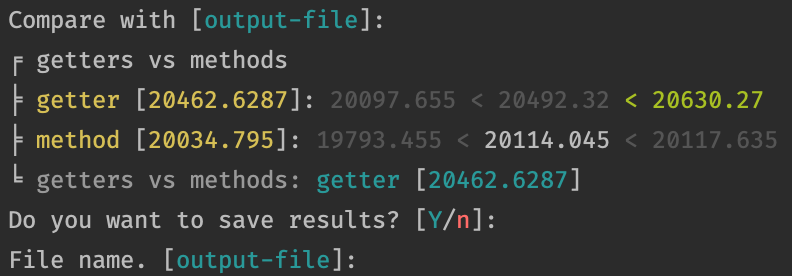 Compare with [output-file]:
╒ getters vs methods
╞ getter [20462.6287]: 20097.655 < 20492.32 < 20630.27
╞ method [20034.795]: 19793.455 < 20114.045 < 20117.635
╘ getters vs methods: getter [20462.6287]
Do you want to save results? [Y/n]:
File name. [output-file]: